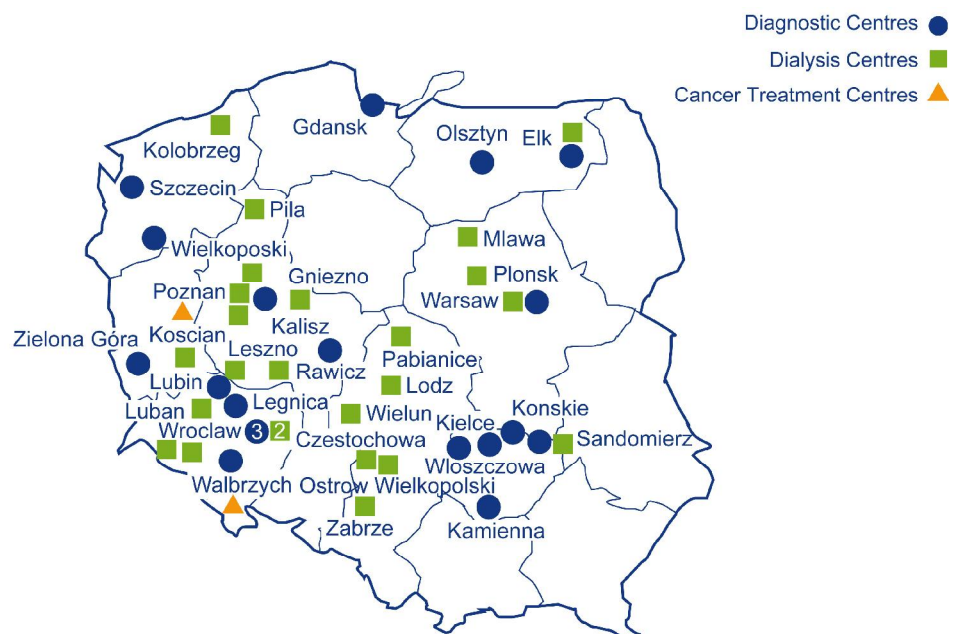 Diagnostic Centres
Dialysis Centres
Cancer Treatment Centres
Gdansk
Olsztyn
Elk
Kolobrzeg
Szczecin
Pila
Mlawa
Wielkoposki
Plonsk
Gniezno
Poznan
Warsaw
Kalisz
Zielona Góra
Koscian
Leszno
Pabianice
Rawicz
Lubin
Lodz
Legnica
Luban
Wielun
Konskie
Kielce
Wroclaw
3
2
Czestochowa
Sandomierz
Wloszczowa
Walbrzych
Ostrow Wielkopolski
Zabrze
Kamienna